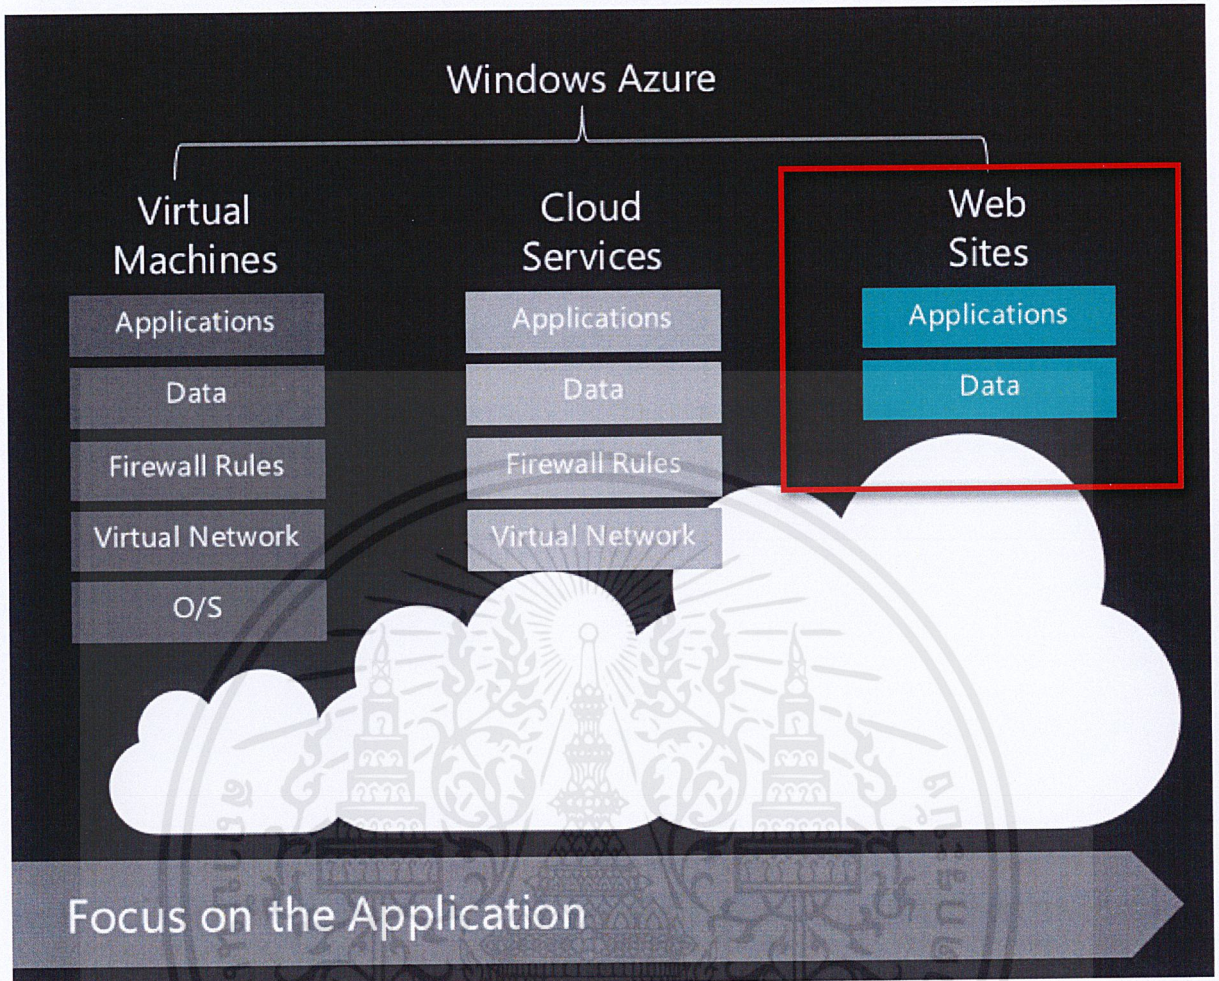 Windows Azure
Virtual
Machines
Applications
Data
Firewall Rules
Virtual Network
O/S
Cloud
Services
Applications
Data
Firewall Rules
Virtual Network
Web
Sites
Applications
Data
Focus on the Application